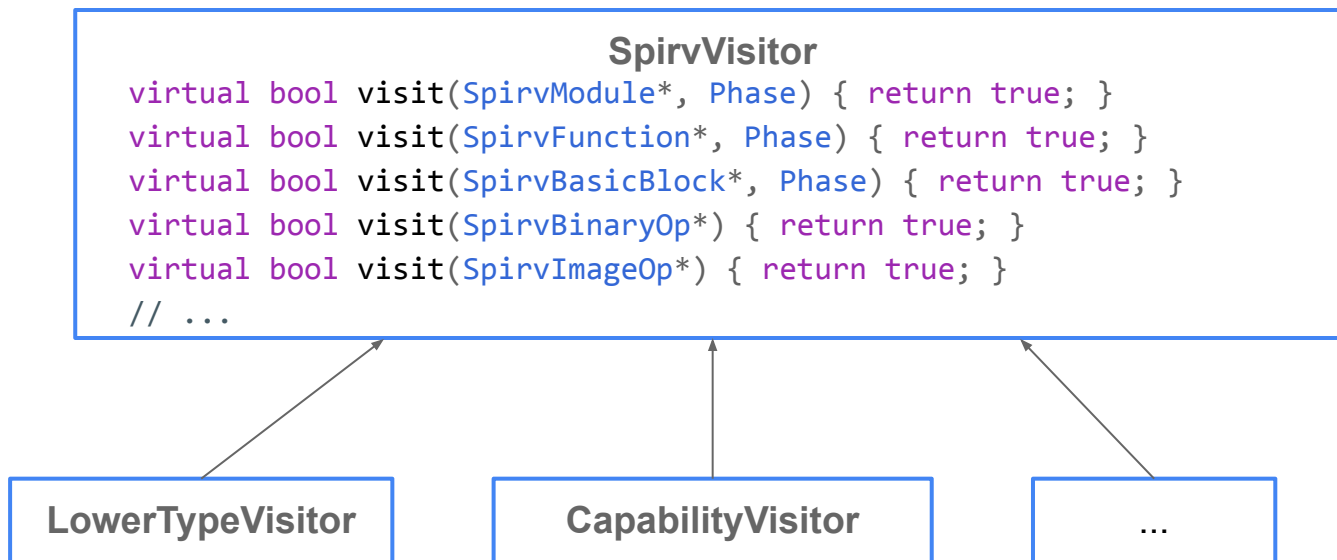 SpirvVisitor
virtual bool visit(SpirvModule*, Phase) { return true; }
virtual bool visit(SpirvFunction*, Phase) { return true; }
virtual bool visit(SpirvBasicBlock*, Phase) { return true; }
virtual bool visit(SpirvBinaryOp*) { return true; }
virtual bool visit(SpirvImageOp*) { return true; }
// ...
LowerTypeVisitor CapabilityVisitor ...